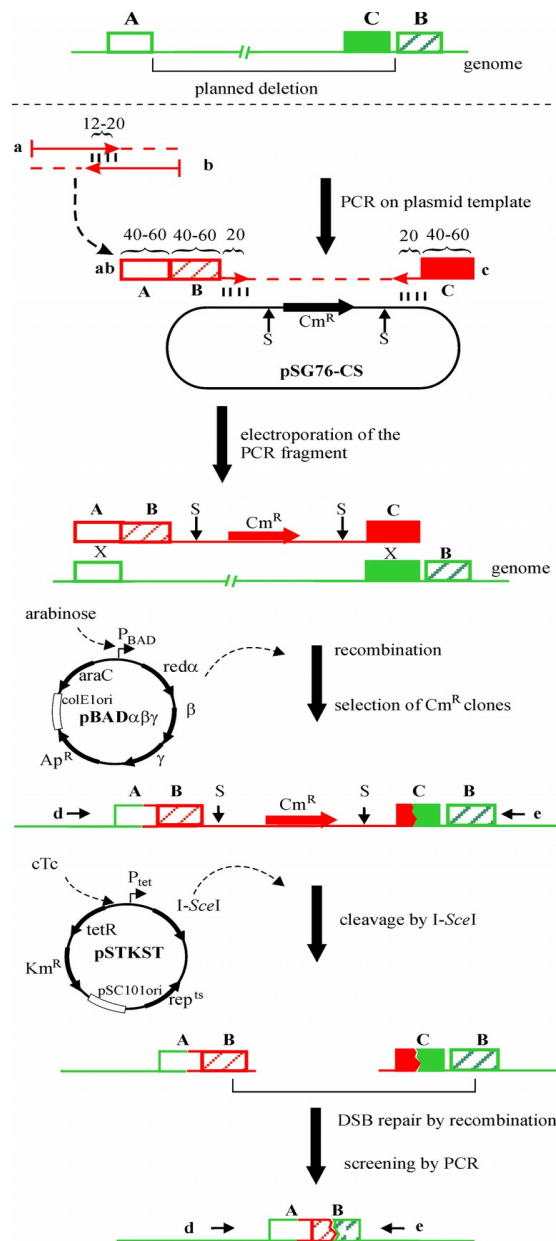 A C B
genome
planned deletion
12-20
a
b
PCR on plasmid template
40-60 40-60 20 20 40-60
ab c
A B C
Cm^R
S S
pSG76-CS
electroporation of the
PCR fragment
A B S Cm^R S C
X X B
genome
arabinose
P_BAD
araC redα
colE1ori
pBADαβγ β
Ap^R γ
recombination
selection of Cm^R clones
A B S Cm^R S C B
d e
cTc
P_tet
I-SceI
tetR
Km^R pSTKST
pSC101ori rep^ts
cleavage by I-SceI
A B C B
DSB repair by recombination
screening by PCR
A B
d e